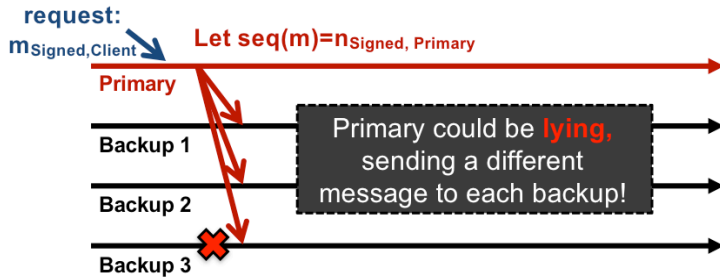 request:
mSigned,Client
Let seq(m)=nSigned, Primary
Primary
Backup 1
Primary could be lying,
sending a different
message to each backup!
Backup 2
Backup 3